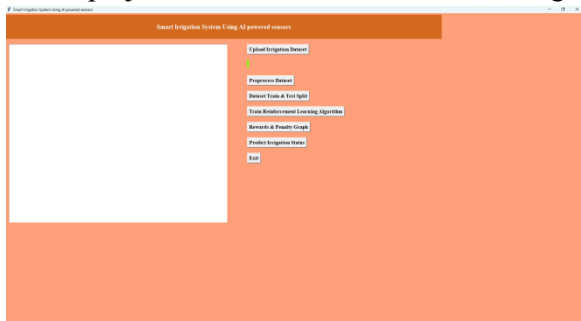 Smart Irrigation System Using AI powered sensors
Smart Irrigation System Using AI powered sensors
Upload Irrigation Dataset
Preprocess Dataset
Dataset Train & Test Split
Train Reinforcement Learning Algorithm
Rewards & Penalty Graph
Predict Irrigation Status
Exit